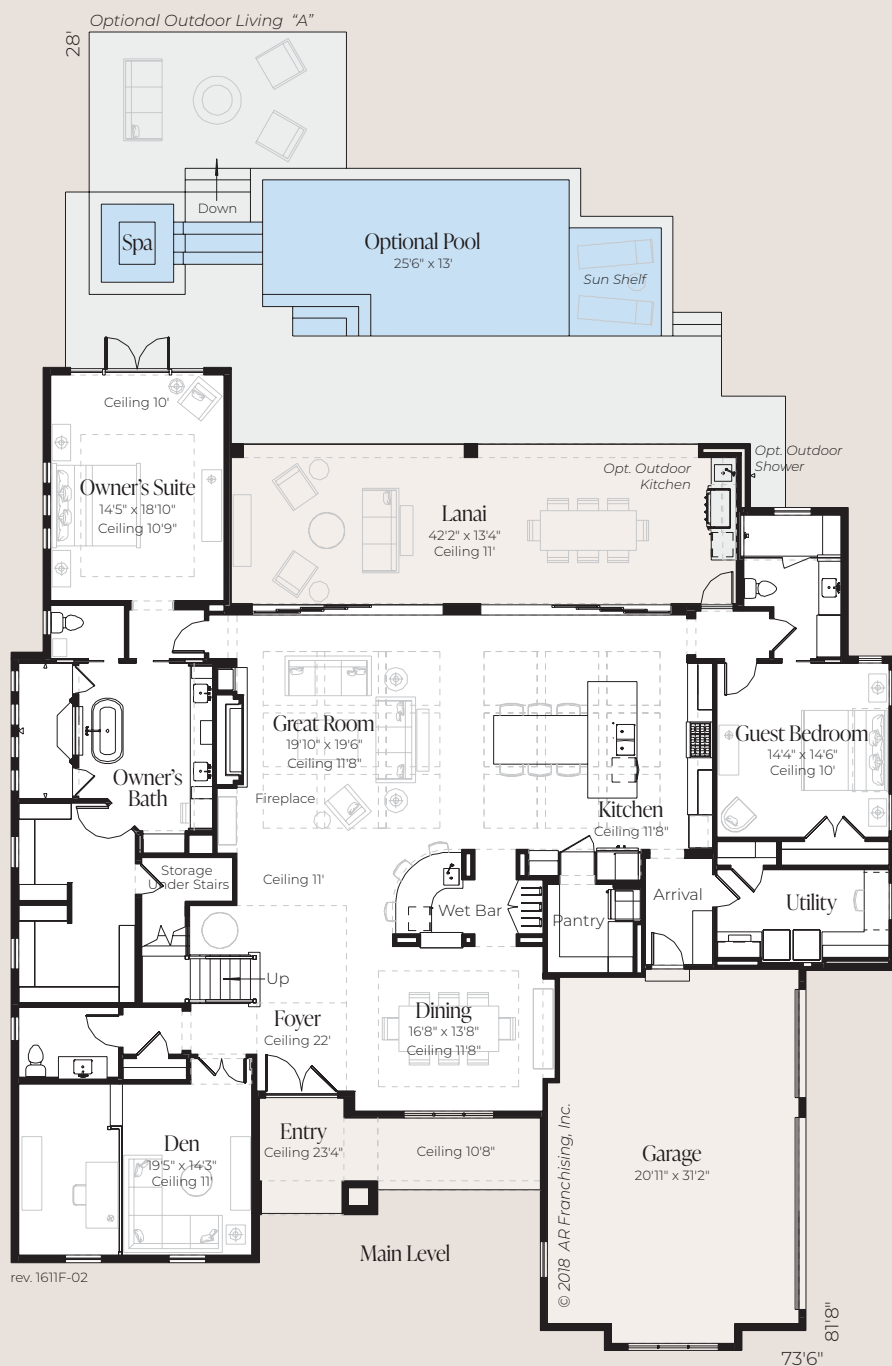 Optional Outdoor Living "A"
28'
Down
Spa
Optional Pool
25'6" x 13'
Sun Shelf
Ceiling 10'
Owner's Suite
14'5" x 18'10"
Ceiling 10'9"
Opt. Outdoor
Kitchen
Opt. Outdoor
Shower
Lanai
42'2" x 13'4"
Ceiling 11'
Great Room
19'10" x 19'6"
Ceiling 11'8"
Fireplace
Owner's
Bath
Guest Bedroom
14'4" x 14'6"
Ceiling 10'
Kitchen
Ceiling 11'8"
Storage
Under Stairs
Ceiling 11'
Wet Bar
Pantry
Arrival
Utility
Up
Foyer
Ceiling 22'
Dining
16'8" x 13'8"
Ceiling 11'8"
Entry
Ceiling 23'4"
Ceiling 10'8"
Den
19'5" x 14'3"
Ceiling 11'
Garage
20'11" x 31'2"
© 2018 AR Franchising, Inc.
Main Level
rev. 1611F-02
81'8"
73'6"